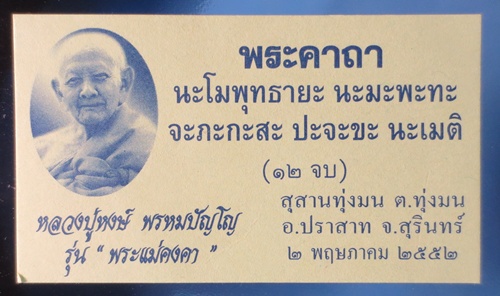 พระคาถา
นะโมพุทธายะ นะมะพะทะ
จะภะกะสะ ปะจะขะ นะเมติ
(๑๒ จบ)
สุสานทุ่งมน ต.ทุ่งมน
อ.ปราสาท จ.สุรินทร์
๒ พฤษภาคม ๒๕๕๒
หลวงปู่หงษ์ พรหมปัญโญ
รุ่น " พระแม่คงคา "